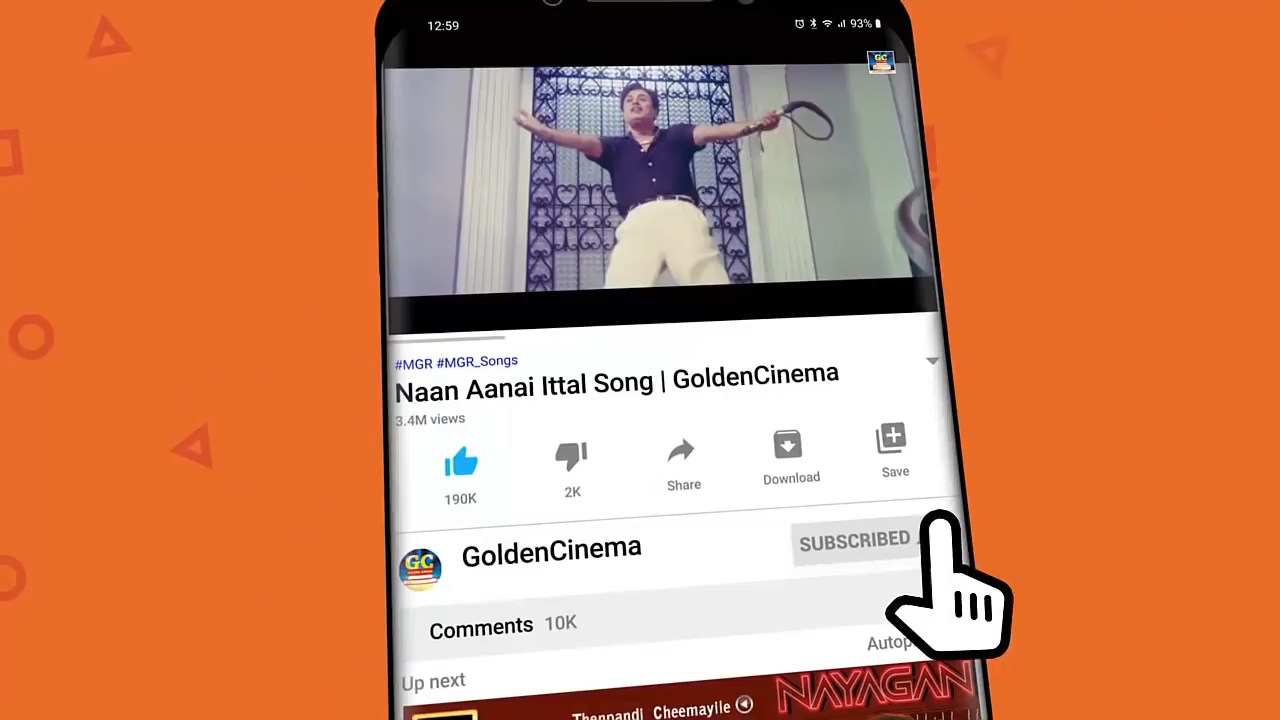 12:59
93%
GC
#MGR #MGR_Songs
Naan Aanai Ittal Song | GoldenCinema
3.4M views
190K
2K
Share
Download
Save
GC
GoldenCinema
SUBSCRIBED
Comments 10K
Up next
Thenpandi Cheemayile
NAYAGAN